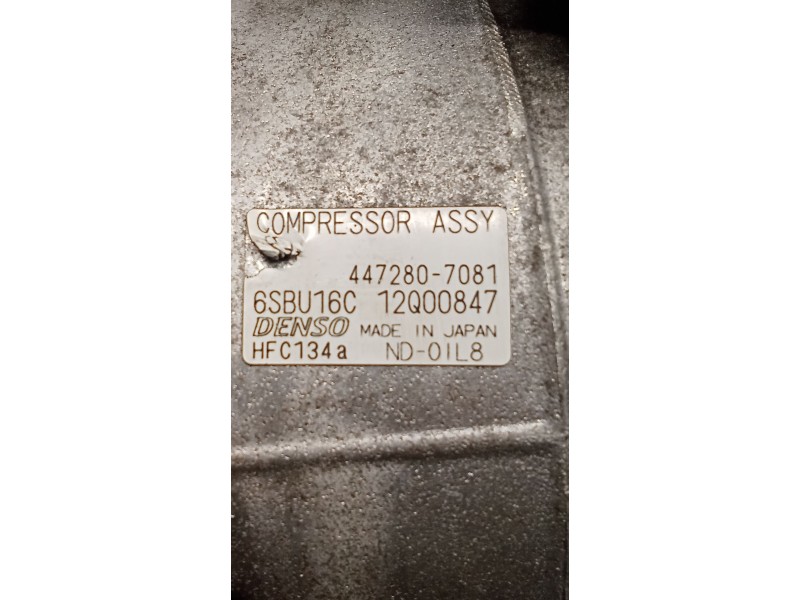 COMPRESSOR ASSY
447280-7081
6SBU16C 12Q00847
DENSO MADE IN JAPAN
HFC134a ND-OIL8